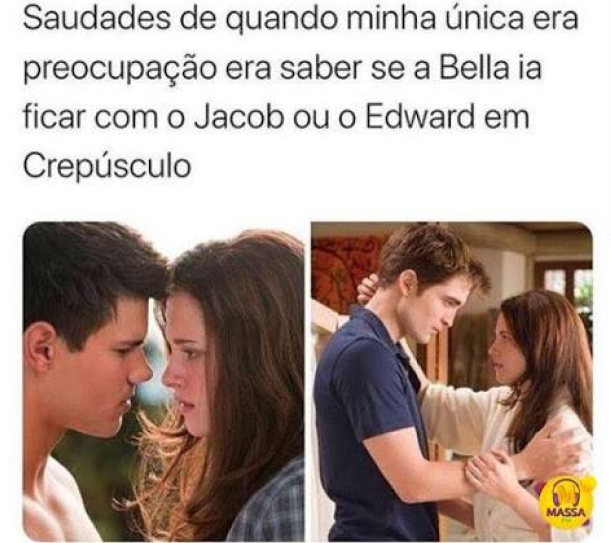 Saudades de quando minha única era
preocupação era saber se a Bella ia
ficar com o Jacob ou o Edward em
Crepúsculo
MASSA
FM